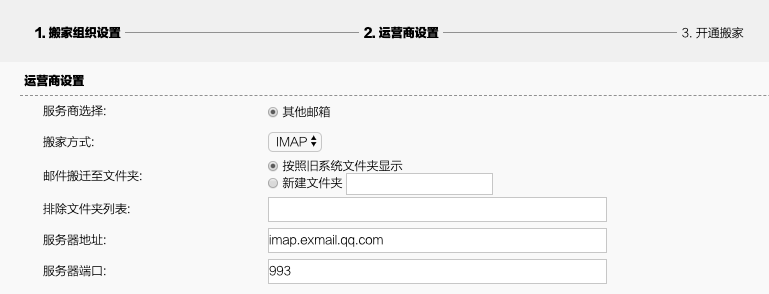 1. 搬家组织设置 2. 运营商设置 3. 开通搬家
运营商设置
服务商选择: 其他邮箱
搬家方式: IMAP
邮件搬迁至文件夹: 按照旧系统文件夹显示
新建文件夹
排除文件夹列表:
服务器地址: imap.exmail.qq.com
服务器端口: 993